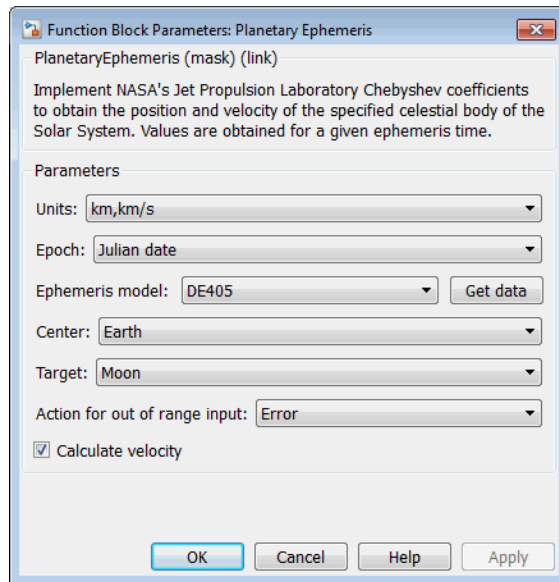 Function Block Parameters: Planetary Ephemeris
PlanetaryEphemeris (mask) (link)
Implement NASA's Jet Propulsion Laboratory Chebyshev coefficients
to obtain the position and velocity of the specified celestial body of the
Solar System. Values are obtained for a given ephemeris time.
Parameters
Units: km,km/s
Epoch: Julian date
Ephemeris model: DE405 Get data
Center: Earth
Target: Moon
Action for out of range input: Error
Calculate velocity
OK Cancel Help Apply